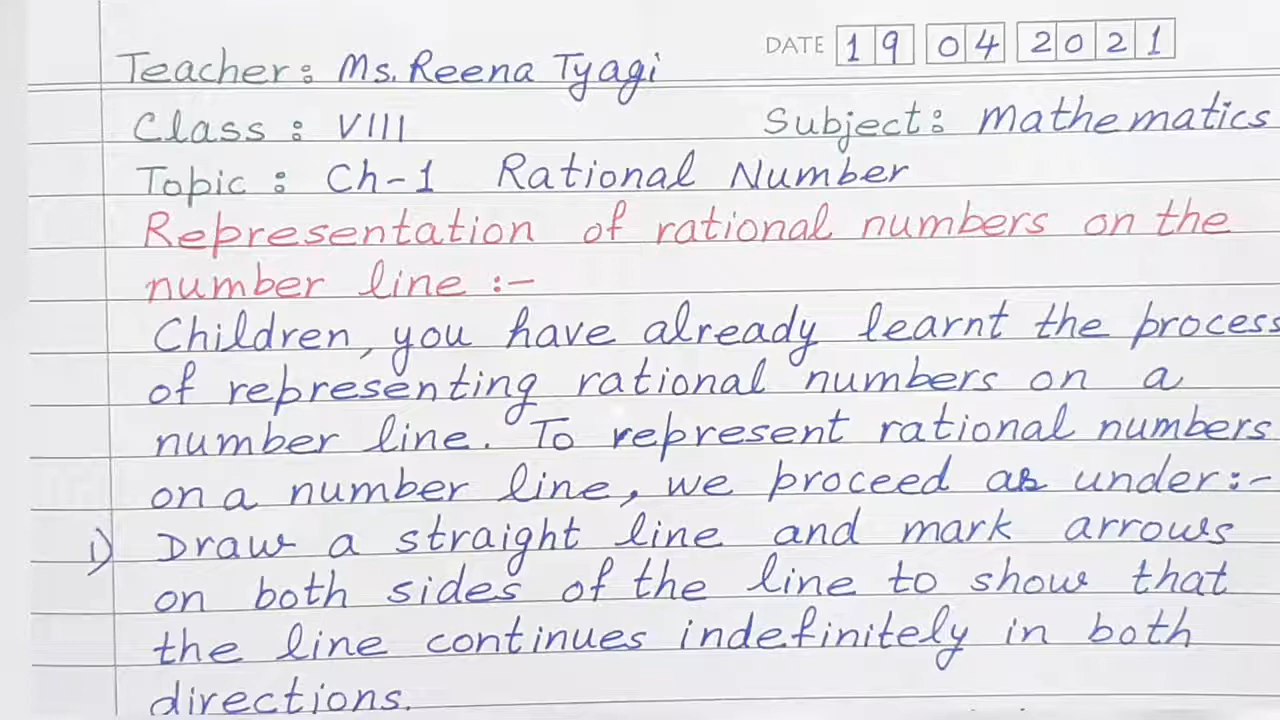 DATE 19 04 2021
Teacher: Ms. Reena Tyagi
Class : VIII Subject: Mathematics
Topic : Ch-1 Rational Number
Representation of rational numbers on the
number line :-
Children, you have already learnt the process
of representing rational numbers on a
number line. To represent rational numbers
on a number line, we proceed as under:-
i) Draw a straight line and mark arrows
on both sides of the line to show that
the line continues indefinitely in both
directions.